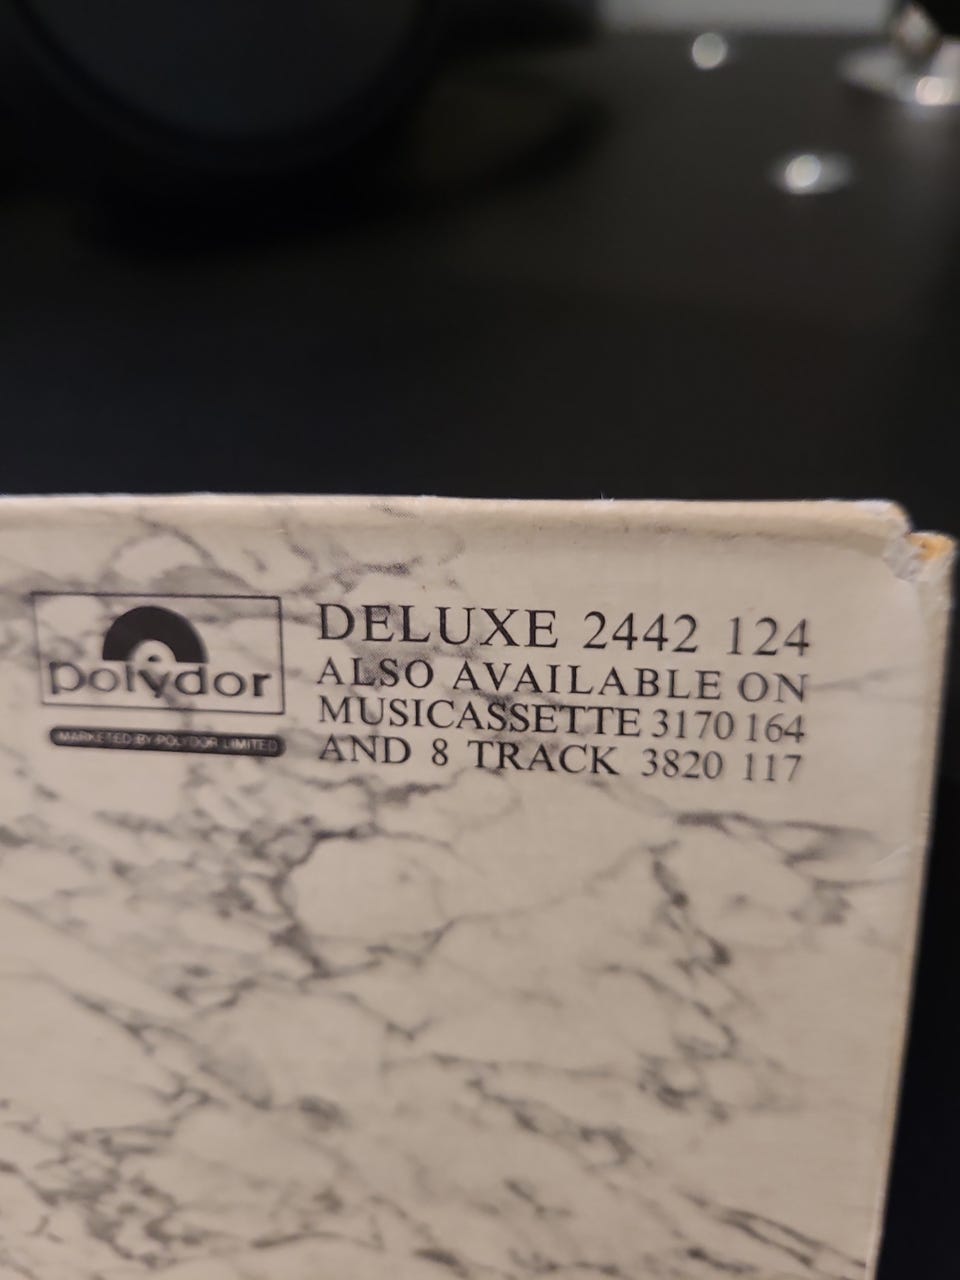 polydor
MARKETED BY POLYDOR LIMITED
DELUXE 2442 124
ALSO AVAILABLE ON
MUSICASSETTE 3170 164
AND 8 TRACK 3820 117